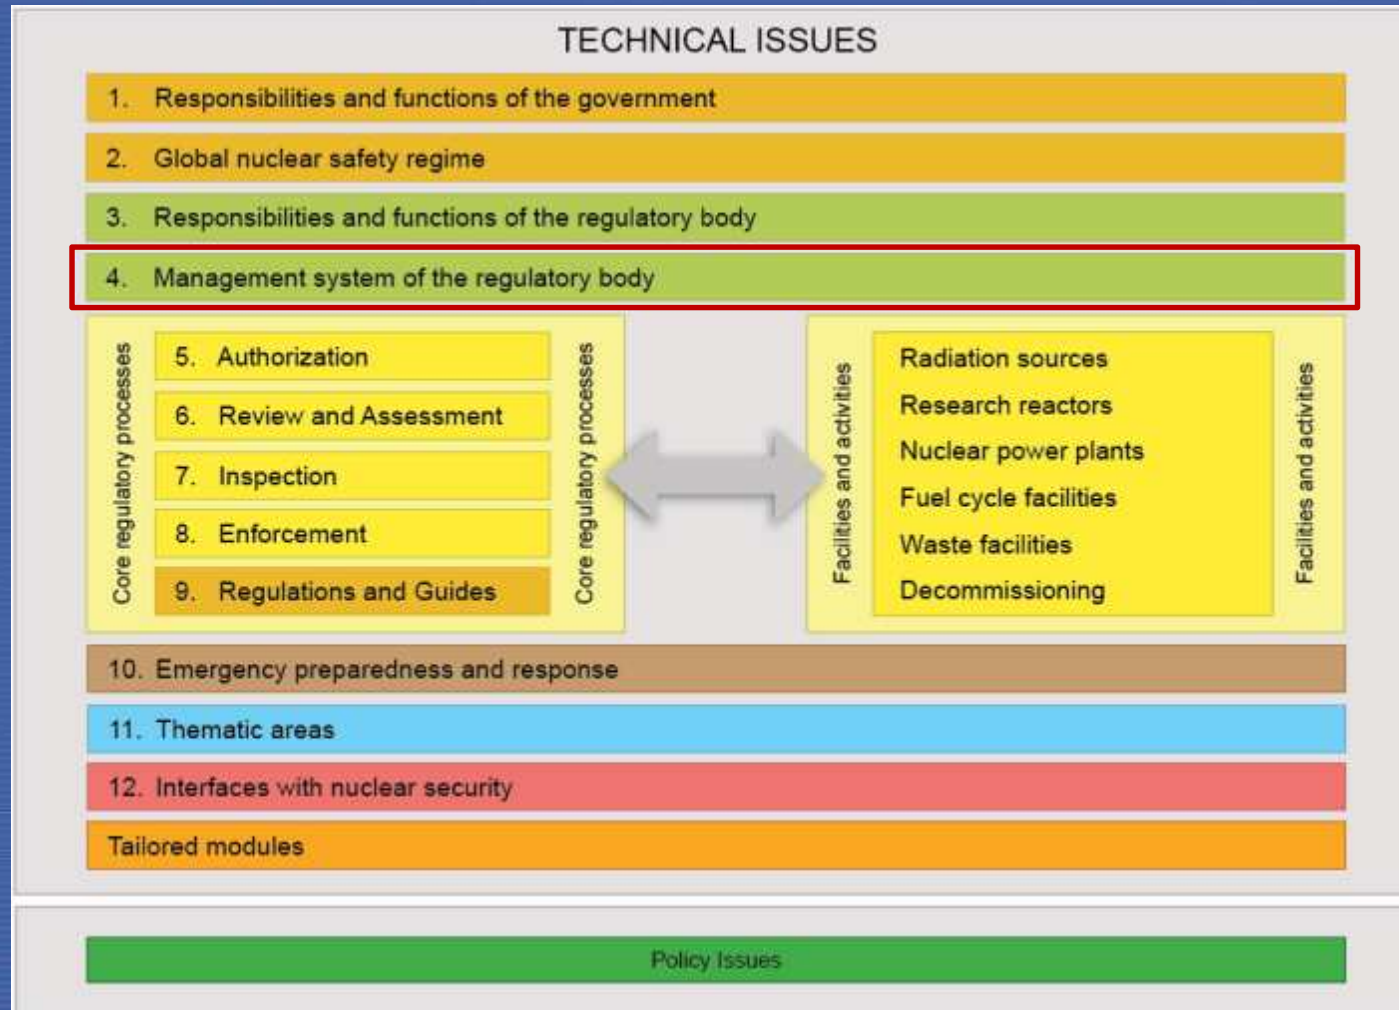 TECHNICAL ISSUES
1. Responsibilities and functions of the government
2. Global nuclear safety regime
3. Responsibilities and functions of the regulatory body
4. Management system of the regulatory body
Core regulatory processes
5. Authorization
6. Review and Assessment
7. Inspection
8. Enforcement
9. Regulations and Guides
Core regulatory processes
Facilities and activities
Radiation sources
Research reactors
Nuclear power plants
Fuel cycle facilities
Waste facilities
Decommissioning
Facilities and activities
10. Emergency preparedness and response
11. Thematic areas
12. Interfaces with nuclear security
Tailored modules
Policy Issues